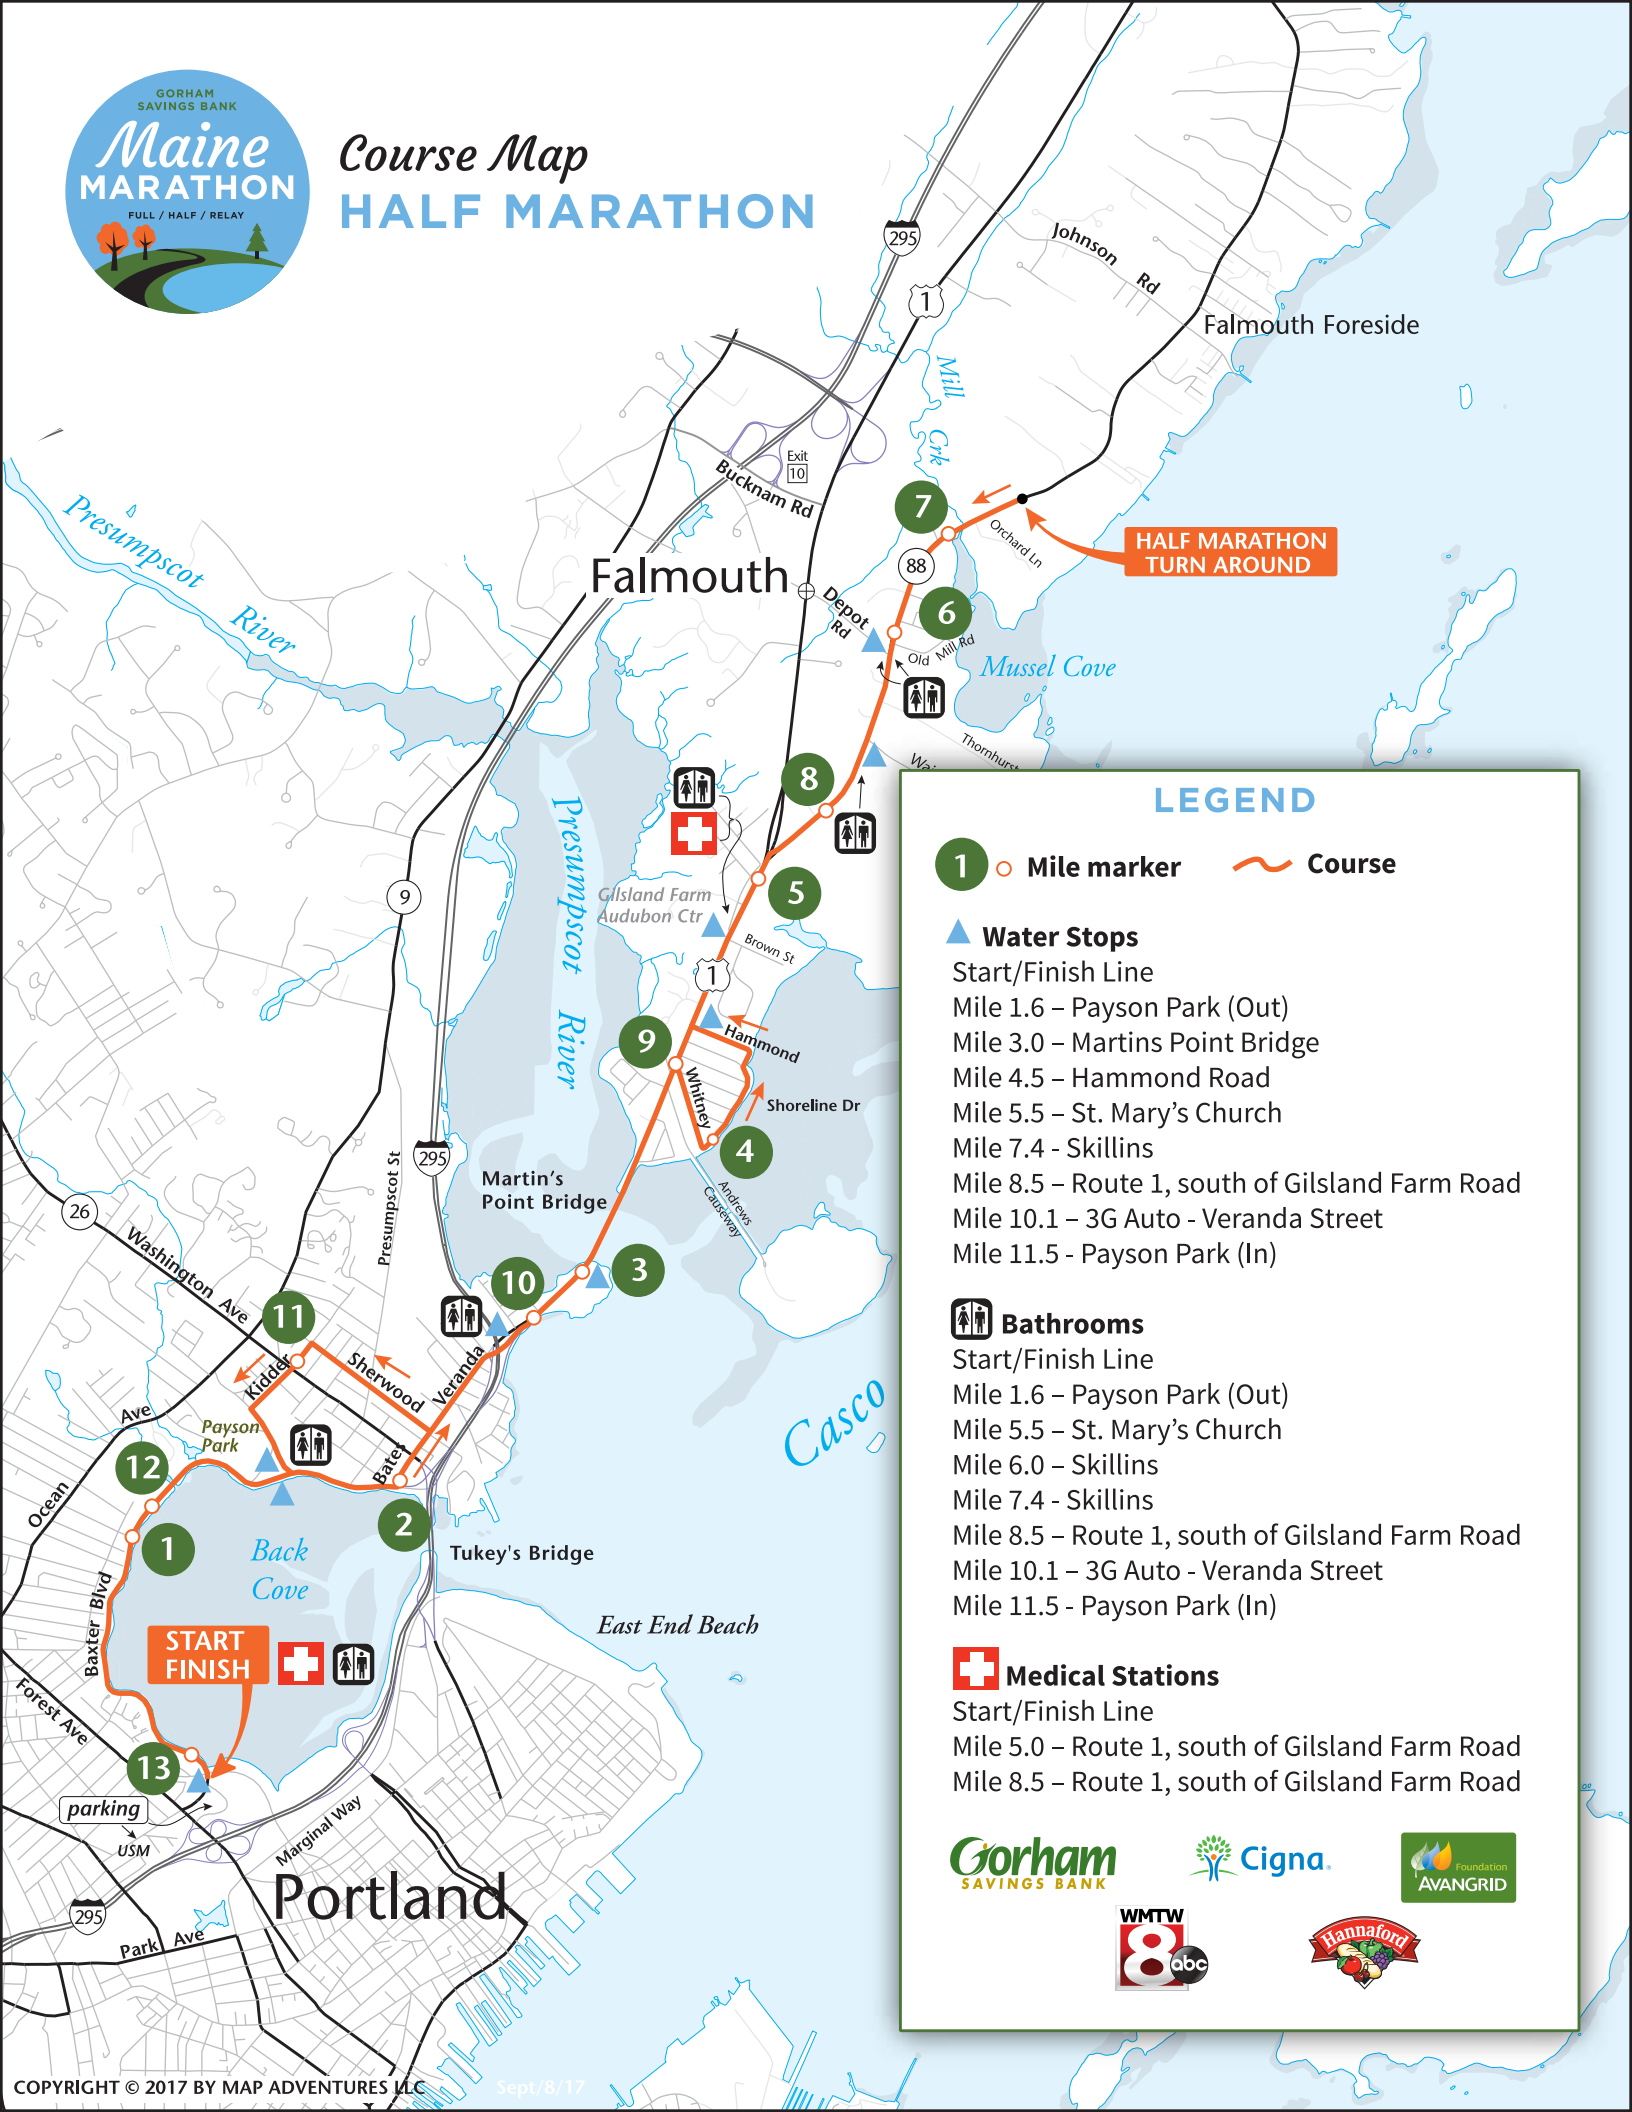 GORHAM
SAVINGS BANK
Maine
MARATHON
FULL / HALF / RELAY
Course Map
HALF MARATHON
295
1
Johnson Rd
Falmouth Foreside
Mill Crk
Exit
10
Bucknam Rd
7
Orchard Ln
HALF MARATHON
TURN AROUND
88
Presumpscot River
Falmouth
Depot
Rd
6
Old Mill Rd
Mussel Cove
Thornhurst
8
9
Presumpscot River
Gilsland Farm
Audubon Ctr
5
Brown St
1
9
Hammond
Whitney
Shoreline Dr
4
295
Presumpscot St
Martin's
Point Bridge
Andrews
Causeway
26
Washington Ave
10
3
11
Kidder
Sherwood
Veranda
Casco
Ave
Payson
Park
Bates
12
Ocean
2
1
Back
Cove
Tukey's Bridge
Baxter Blvd
East End Beach
START
FINISH
Forest Ave
13
parking
USM
Marginal Way
Portland
295
Park Ave
COPYRIGHT © 2017 BY MAP ADVENTURES LLC
Sept/8/17
LEGEND
1 Mile marker
Course
Water Stops
Start/Finish Line
Mile 1.6 – Payson Park (Out)
Mile 3.0 – Martins Point Bridge
Mile 4.5 – Hammond Road
Mile 5.5 – St. Mary's Church
Mile 7.4 - Skillins
Mile 8.5 – Route 1, south of Gilsland Farm Road
Mile 10.1 – 3G Auto - Veranda Street
Mile 11.5 - Payson Park (In)
Bathrooms
Start/Finish Line
Mile 1.6 – Payson Park (Out)
Mile 5.5 – St. Mary's Church
Mile 6.0 – Skillins
Mile 7.4 - Skillins
Mile 8.5 – Route 1, south of Gilsland Farm Road
Mile 10.1 – 3G Auto - Veranda Street
Mile 11.5 - Payson Park (In)
Medical Stations
Start/Finish Line
Mile 5.0 – Route 1, south of Gilsland Farm Road
Mile 8.5 – Route 1, south of Gilsland Farm Road
Gorham
SAVINGS BANK
Cigna
Foundation
AVANGRID
WMTW
8
abc
Hannaford